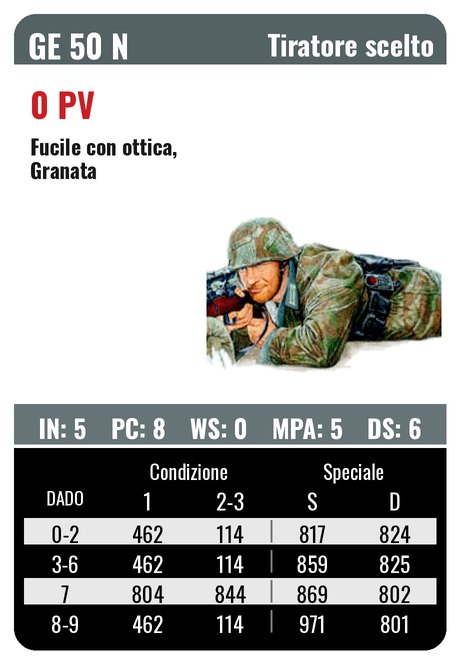 GE 50 N Tiratore scelto
0 PV
Fucile con ottica,
Granata
IN: 5 PC: 8 WS: 0 MPA: 5 DS: 6
Condizione Speciale
DADO 1 2-3 S D
0-2 462 114 817 824
3-6 462 114 859 825
7 804 844 869 802
8-9 462 114 971 801